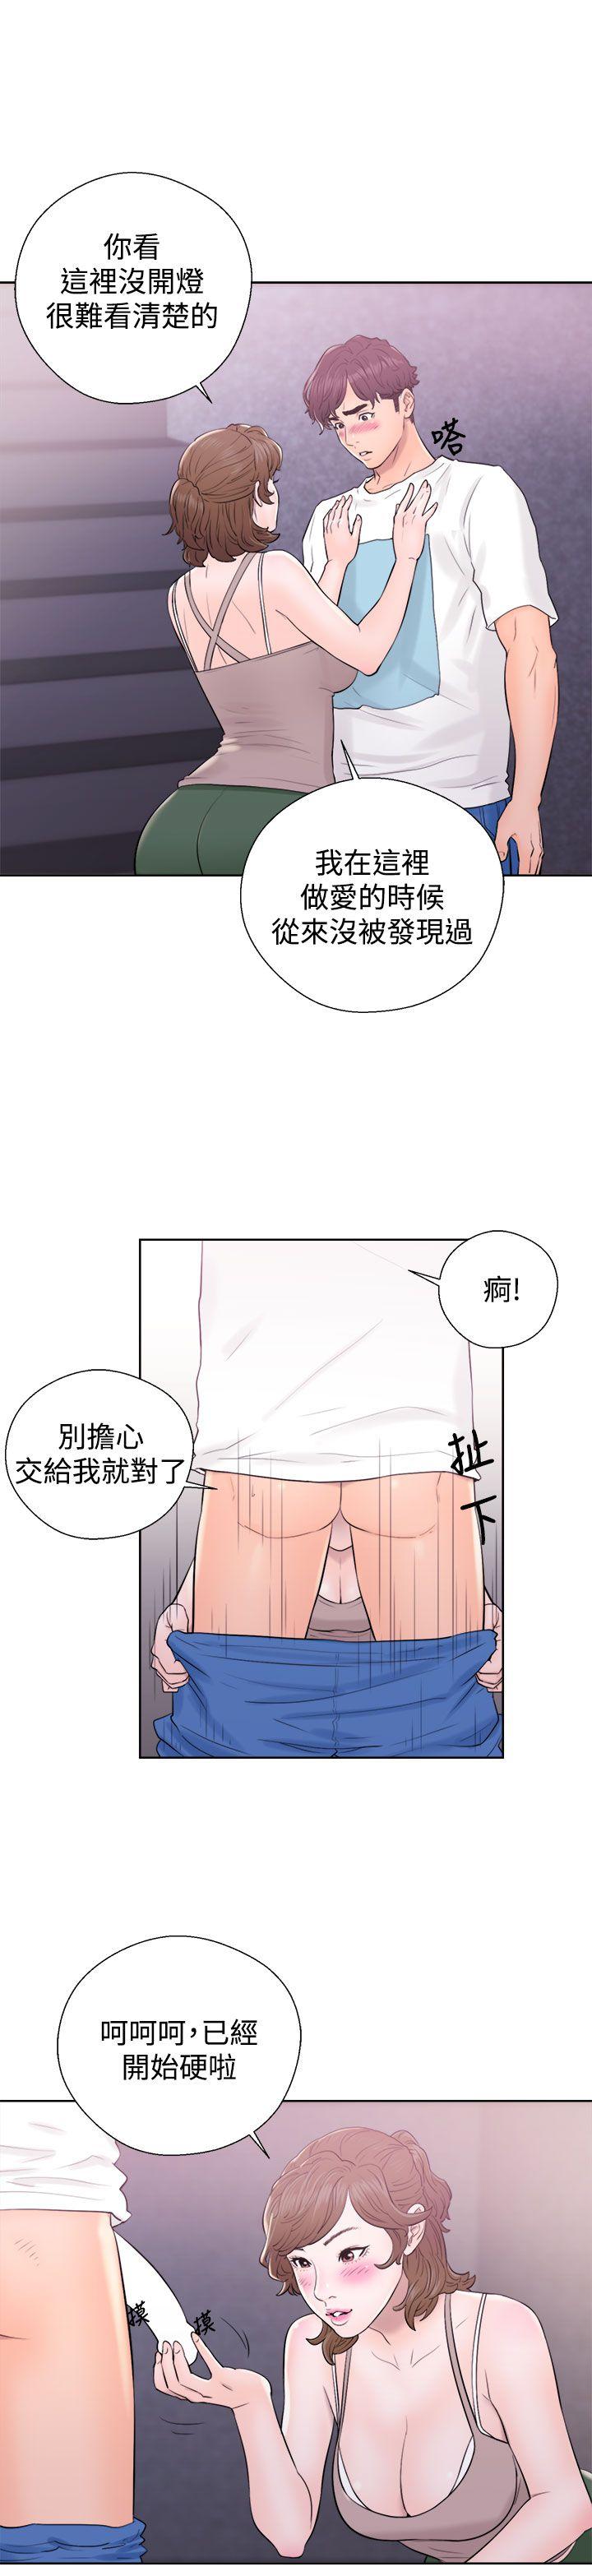 你看
這裡沒開燈
很難看清楚的
嗒
我在這裡
做愛的時候
從來沒被發現過
痾!
別擔心
交給我就對了
扯
下
呵呵呵，已經
開始硬啦
摸
摸